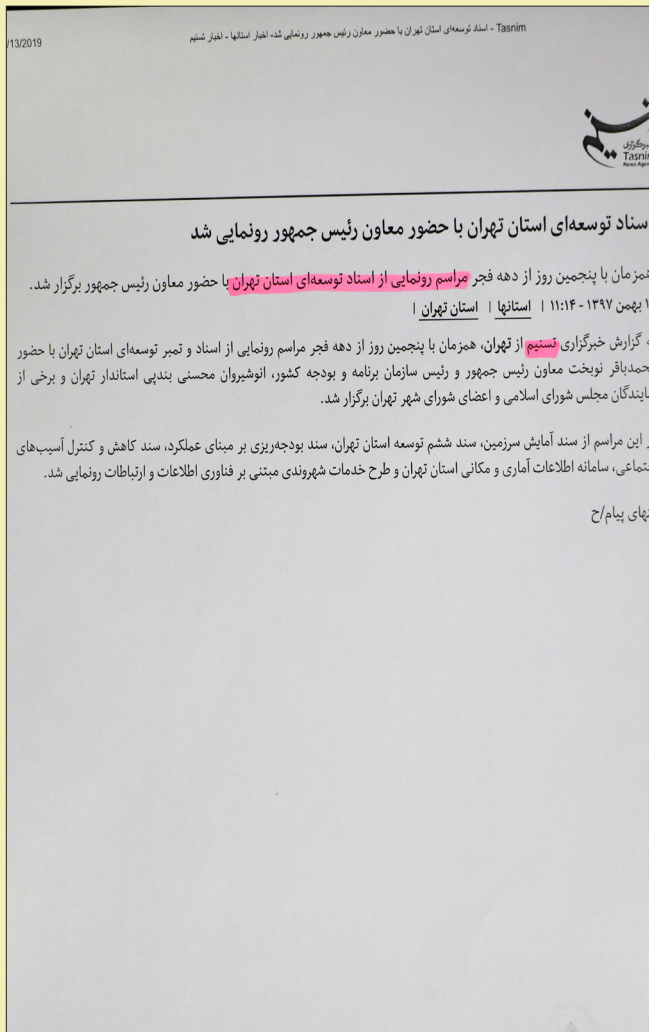 /13/2019
Tasnim - اسناد توسعه‌ای استان تهران با حضور معاون رئیس جمهور رونمایی شد- اخبار استانها - اخبار تسنیم
Tasnim
News Agen
سناد توسعه‌ای استان تهران با حضور معاون رئیس جمهور رونمایی شد
همزمان با پنجمین روز از دهه فجر مراسم رونمایی از اسناد توسعه‌ای استان تهران با حضور معاون رئیس جمهور برگزار شد.
بهمن ۱۳۹۷ - ۱۱:۱۴ | استانها | استان تهران |
گزارش خبرگزاری تسنیم از تهران، همزمان با پنجمین روز از دهه فجر مراسم رونمایی از اسناد و تمبر توسعه‌ای استان تهران با حضور
حمدباقر نوبخت معاون رئیس جمهور و رئیس سازمان برنامه و بودجه کشور، انوشیروان محسنی بندپی استاندار تهران و برخی از
مایندگان مجلس شورای اسلامی و اعضای شورای شهر تهران برگزار شد.
این مراسم از سند آمایش سرزمین، سند ششم توسعه استان تهران، سند بودجه‌ریزی بر مبنای عملکرد، سند کاهش و کنترل آسیب‌های
جتماعی، سامانه اطلاعات آماری و مکانی استان تهران و طرح خدمات شهروندی مبتنی بر فناوری اطلاعات و ارتباطات رونمایی شد.
نتهای پیام/ح